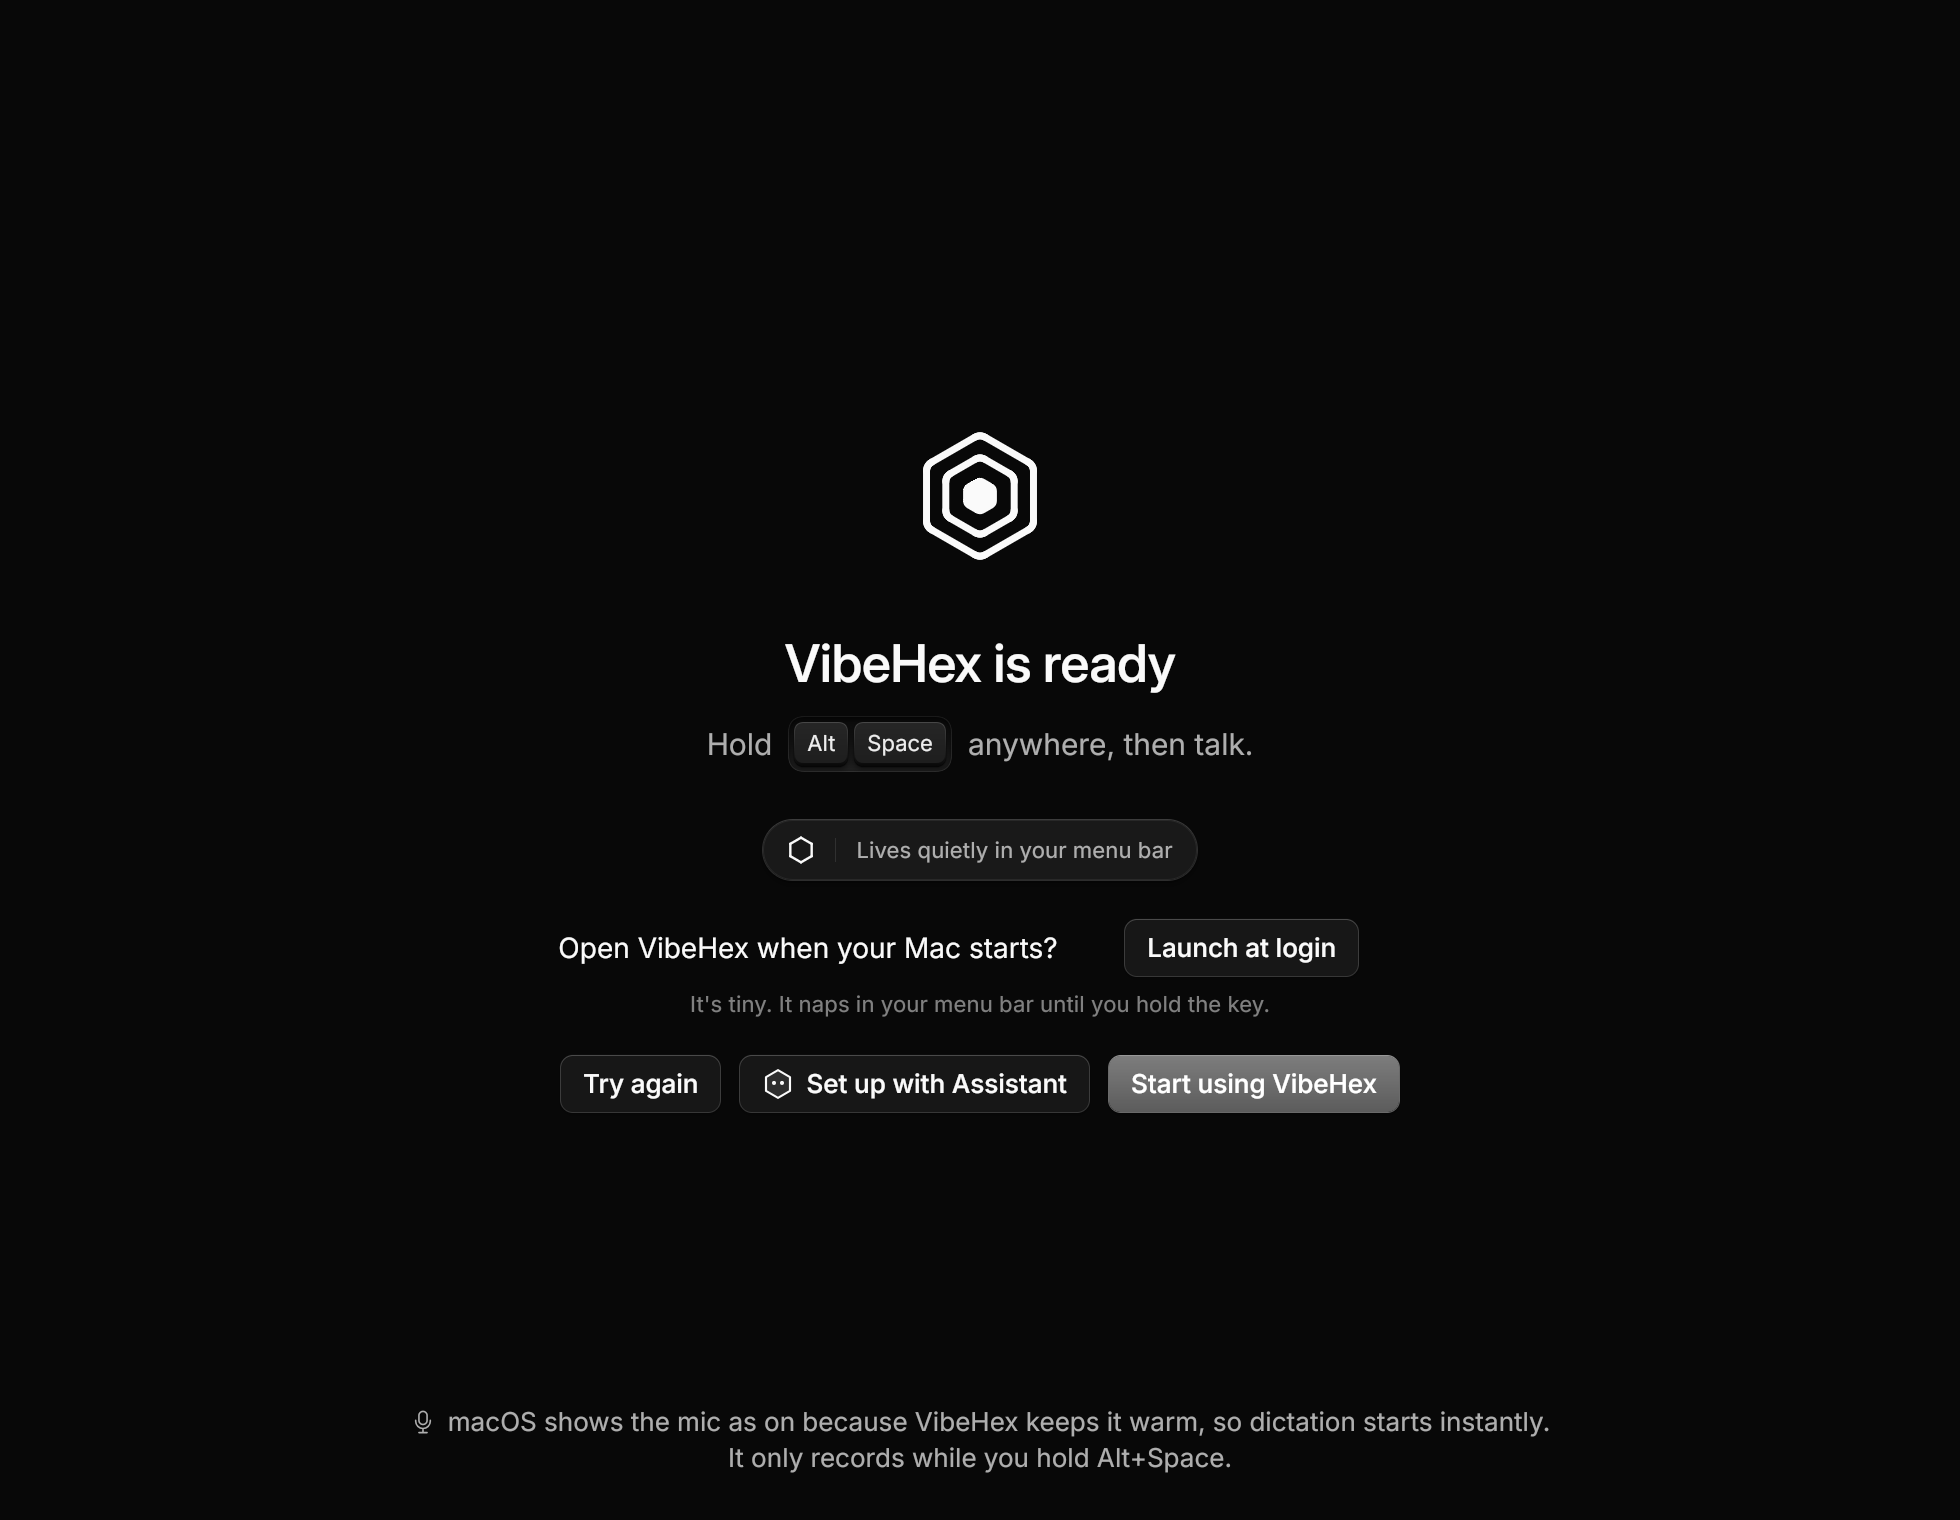 VibeHex is ready
Hold Alt Space anywhere, then talk.
Lives quietly in your menu bar
Open VibeHex when your Mac starts? Launch at login
It's tiny. It naps in your menu bar until you hold the key.
Try again Set up with Assistant Start using VibeHex
macOS shows the mic as on because VibeHex keeps it warm, so dictation starts instantly.
It only records while you hold Alt+Space.